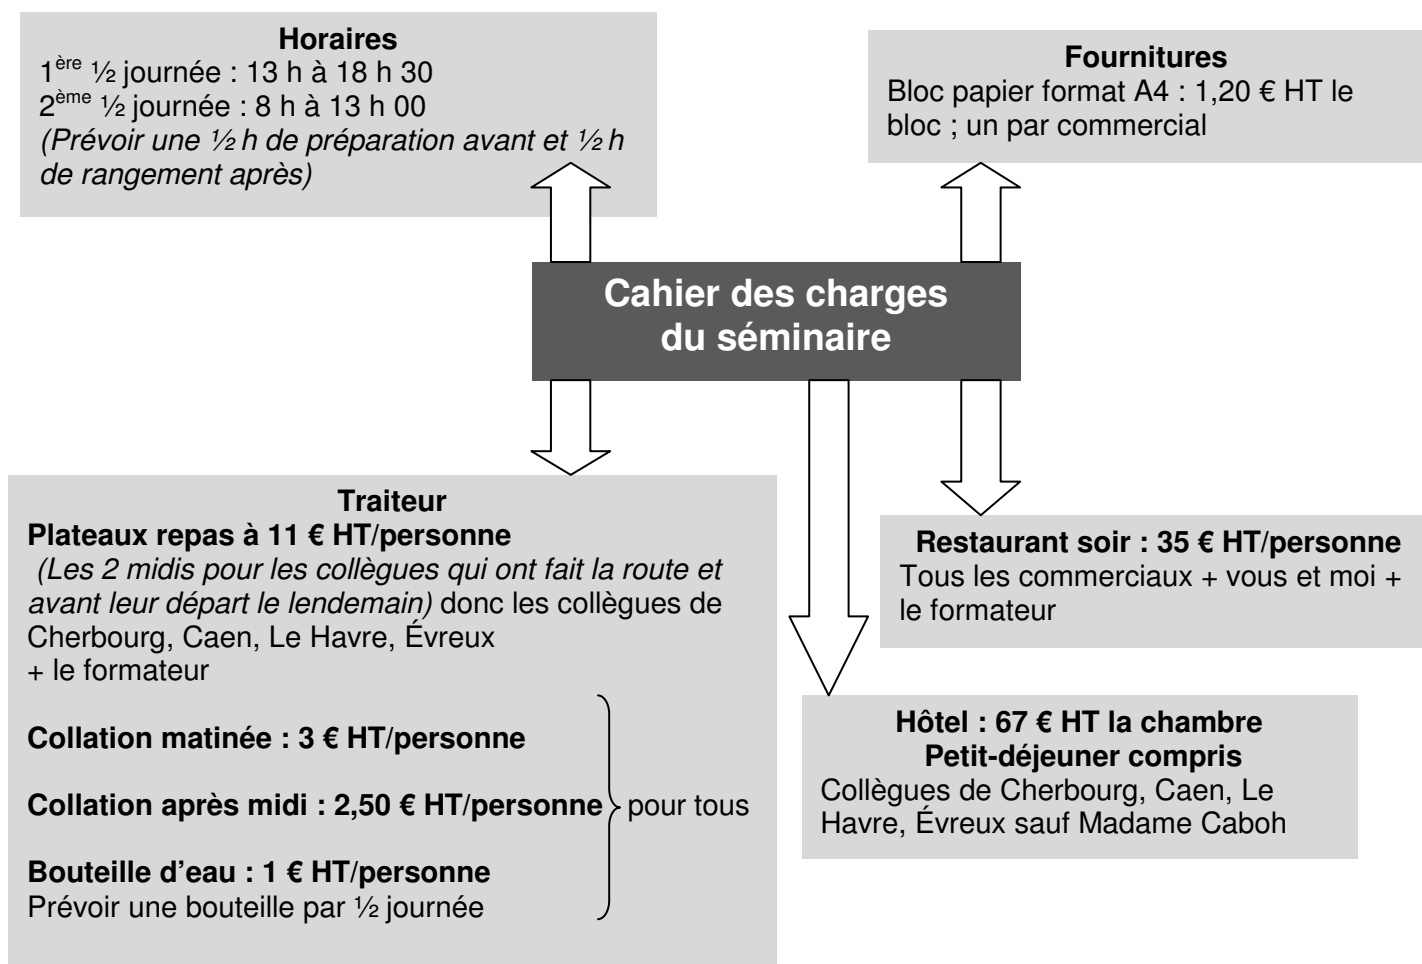 Horaires
1ère ½ journée : 13 h à 18 h 30
2ème ½ journée : 8 h à 13 h 00
(Prévoir une ½ h de préparation avant et ½ h
de rangement après)
Fournitures
Bloc papier format A4 : 1,20 € HT le
bloc ; un par commercial
Cahier des charges
du séminaire
Traiteur
Plateaux repas à 11 € HT/personne
(Les 2 midis pour les collègues qui ont fait la route et
avant leur départ le lendemain) donc les collègues de
Cherbourg, Caen, Le Havre, Évreux
+ le formateur
Collation matinée : 3 € HT/personne
Collation après midi : 2,50 € HT/personne
pour tous
Bouteille d'eau : 1 € HT/personne
Prévoir une bouteille par ½ journée
Restaurant soir : 35 € HT/personne
Tous les commerciaux + vous et moi +
le formateur
Hôtel : 67 € HT la chambre
Petit-déjeuner compris
Collègues de Cherbourg, Caen, Le
Havre, Évreux sauf Madame Caboh